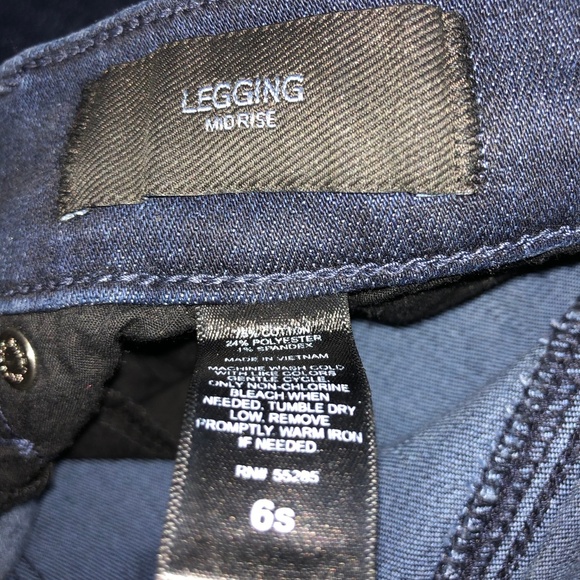 LEGGING
MID RISE
75% COTTON
24% POLYESTER
1% SPANDEX
MADE IN VIETNAM
MACHINE WASH COLD
WITH LIKE COLORS
GENTLE CYCLE.
ONLY NON-CHLORINE
BLEACH WHEN
NEEDED. TUMBLE DRY
LOW. REMOVE
PROMPTLY. WARM IRON
IF NEEDED.
RN# 55285
6s